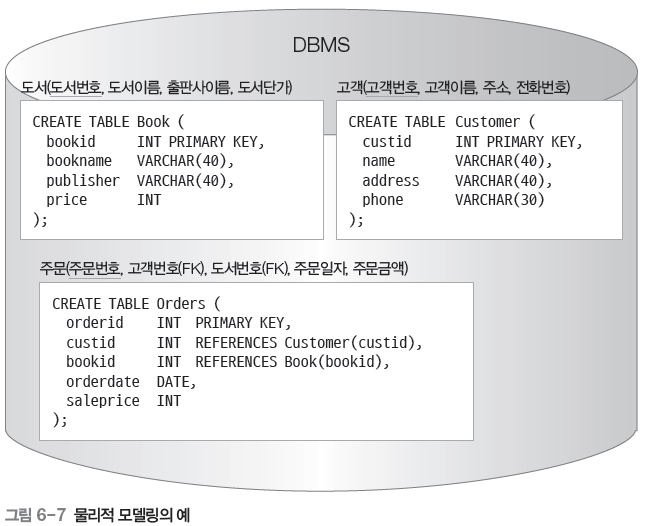 DBMS
도서(도서번호, 도서이름, 출판사이름, 도서단가)
CREATE TABLE Book (
bookid INT PRIMARY KEY,
bookname VARCHAR(40),
publisher VARCHAR(40),
price INT
);
고객(고객번호, 고객이름, 주소, 전화번호)
CREATE TABLE Customer (
custid INT PRIMARY KEY,
name VARCHAR(40),
address VARCHAR(40),
phone VARCHAR(30)
);
주문(주문번호, 고객번호(FK), 도서번호(FK), 주문일자, 주문금액)
CREATE TABLE Orders (
orderid INT PRIMARY KEY,
custid INT REFERENCES Customer(custid),
bookid INT REFERENCES Book(bookid),
orderdate DATE,
saleprice INT
);
그림 6-7 물리적 모델링의 예